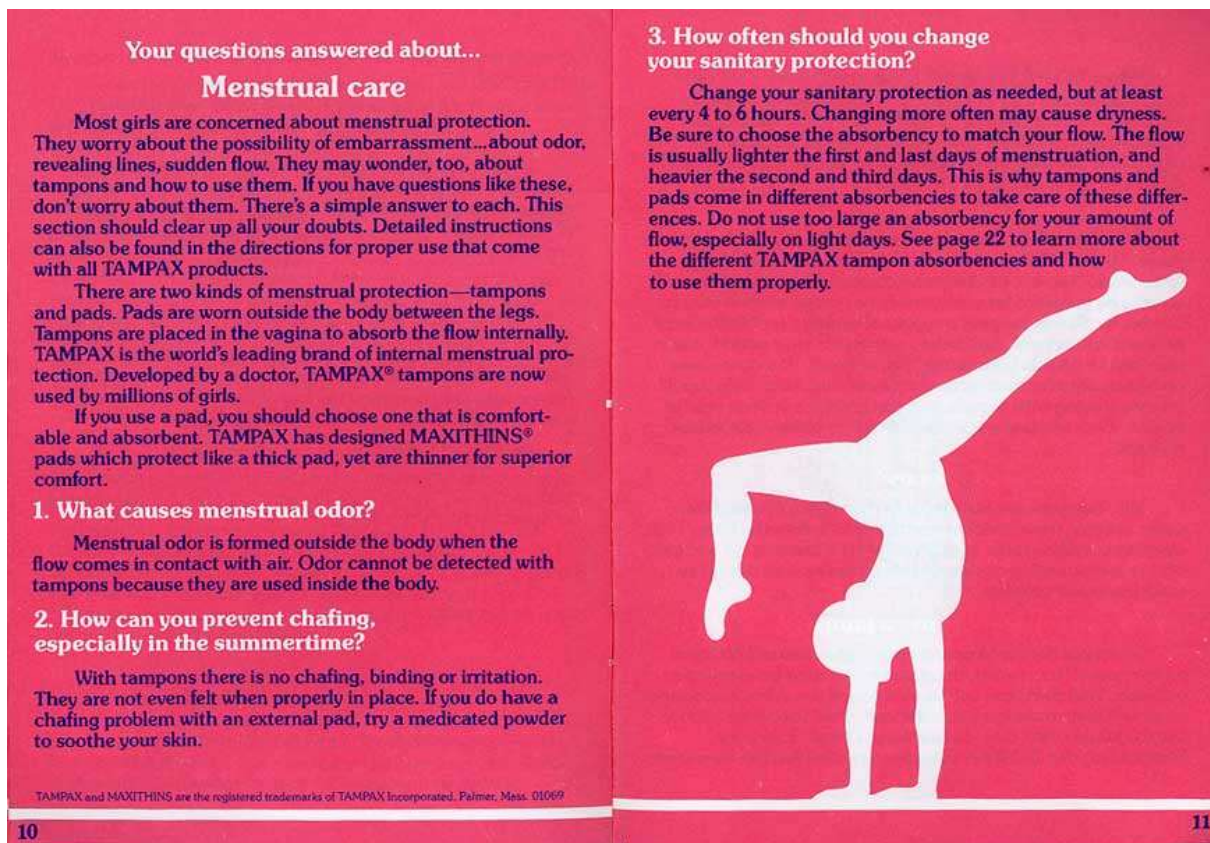 Your questions answered about...
Menstrual care
Most girls are concerned about menstrual protection.
They worry about the possibility of embarrassment...about odor,
revealing lines, sudden flow. They may wonder, too, about
tampons and how to use them. If you have questions like these,
don't worry about them. There's a simple answer to each. This
section should clear up all your doubts. Detailed instructions
can also be found in the directions for proper use that come
with all TAMPAX products.
There are two kinds of menstrual protection—tampons
and pads. Pads are worn outside the body between the legs.
Tampons are placed in the vagina to absorb the flow internally.
TAMPAX is the world's leading brand of internal menstrual pro-
tection. Developed by a doctor, TAMPAX® tampons are now
used by millions of girls.
If you use a pad, you should choose one that is comfort-
able and absorbent. TAMPAX has designed MAXITHINS®
pads which protect like a thick pad, yet are thinner for superior
comfort.
1. What causes menstrual odor?
Menstrual odor is formed outside the body when the
flow comes in contact with air. Odor cannot be detected with
tampons because they are used inside the body.
2. How can you prevent chafing,
especially in the summertime?
With tampons there is no chafing, binding or irritation.
They are not even felt when properly in place. If you do have a
chafing problem with an external pad, try a medicated powder
to soothe your skin.
TAMPAX and MAXITHINS are the registered trademarks of TAMPAX Incorporated, Palmer, Mass. 01069
10
3. How often should you change
your sanitary protection?
Change your sanitary protection as needed, but at least
every 4 to 6 hours. Changing more often may cause dryness.
Be sure to choose the absorbency to match your flow. The flow
is usually lighter the first and last days of menstruation, and
heavier the second and third days. This is why tampons and
pads come in different absorbencies to take care of these differ-
ences. Do not use too large an absorbency for your amount of
flow, especially on light days. See page 22 to learn more about
the different TAMPAX tampon absorbencies and how
to use them properly.
11